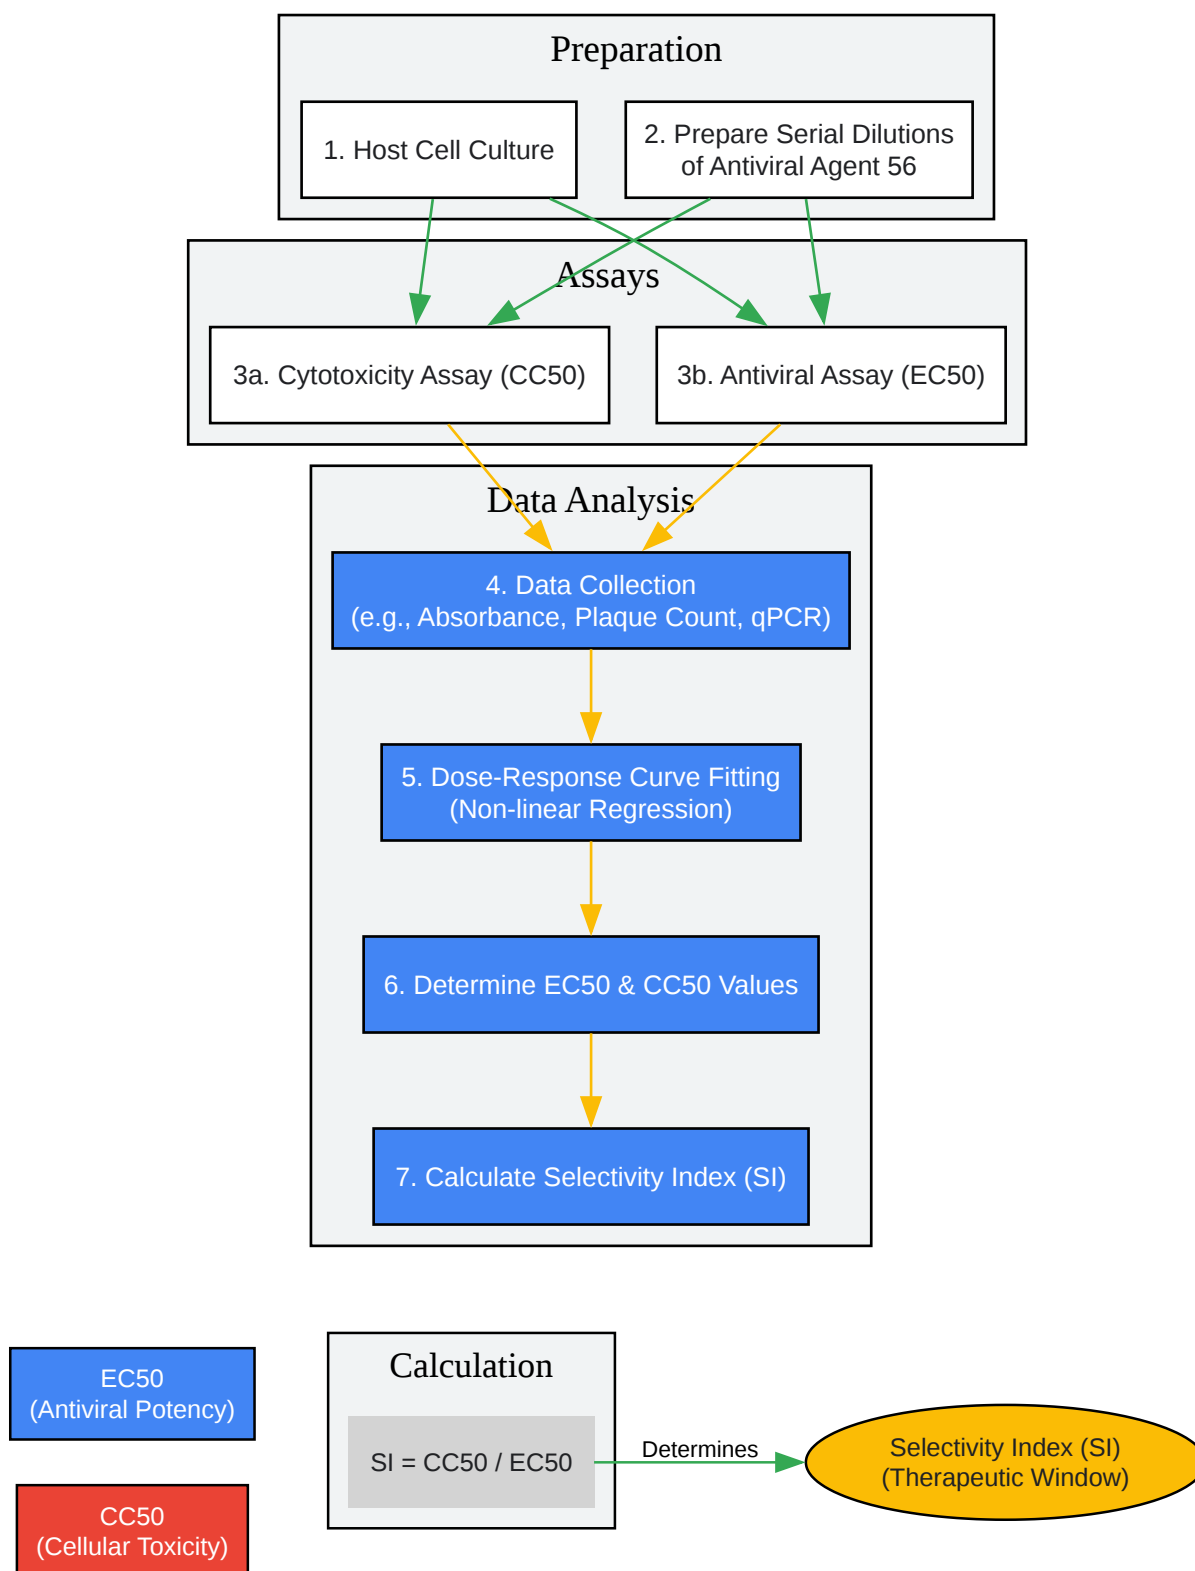 Preparation
1. Host Cell Culture
2. Prepare Serial Dilutions
of Antiviral Agent 56
Assays
3a. Cytotoxicity Assay (CC50)
3b. Antiviral Assay (EC50)
Data Analysis
4. Data Collection
(e.g., Absorbance, Plaque Count, qPCR)
5. Dose-Response Curve Fitting
(Non-linear Regression)
6. Determine EC50 & CC50 Values
7. Calculate Selectivity Index (SI)
EC50
(Antiviral Potency)
CC50
(Cellular Toxicity)
Calculation
SI = CC50 / EC50
Determines
Selectivity Index (SI)
(Therapeutic Window)